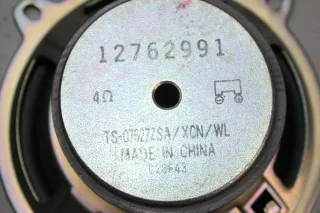 12762991
4Ω
TS-07627ZSA/XCN/WL
MADE IN CHINA